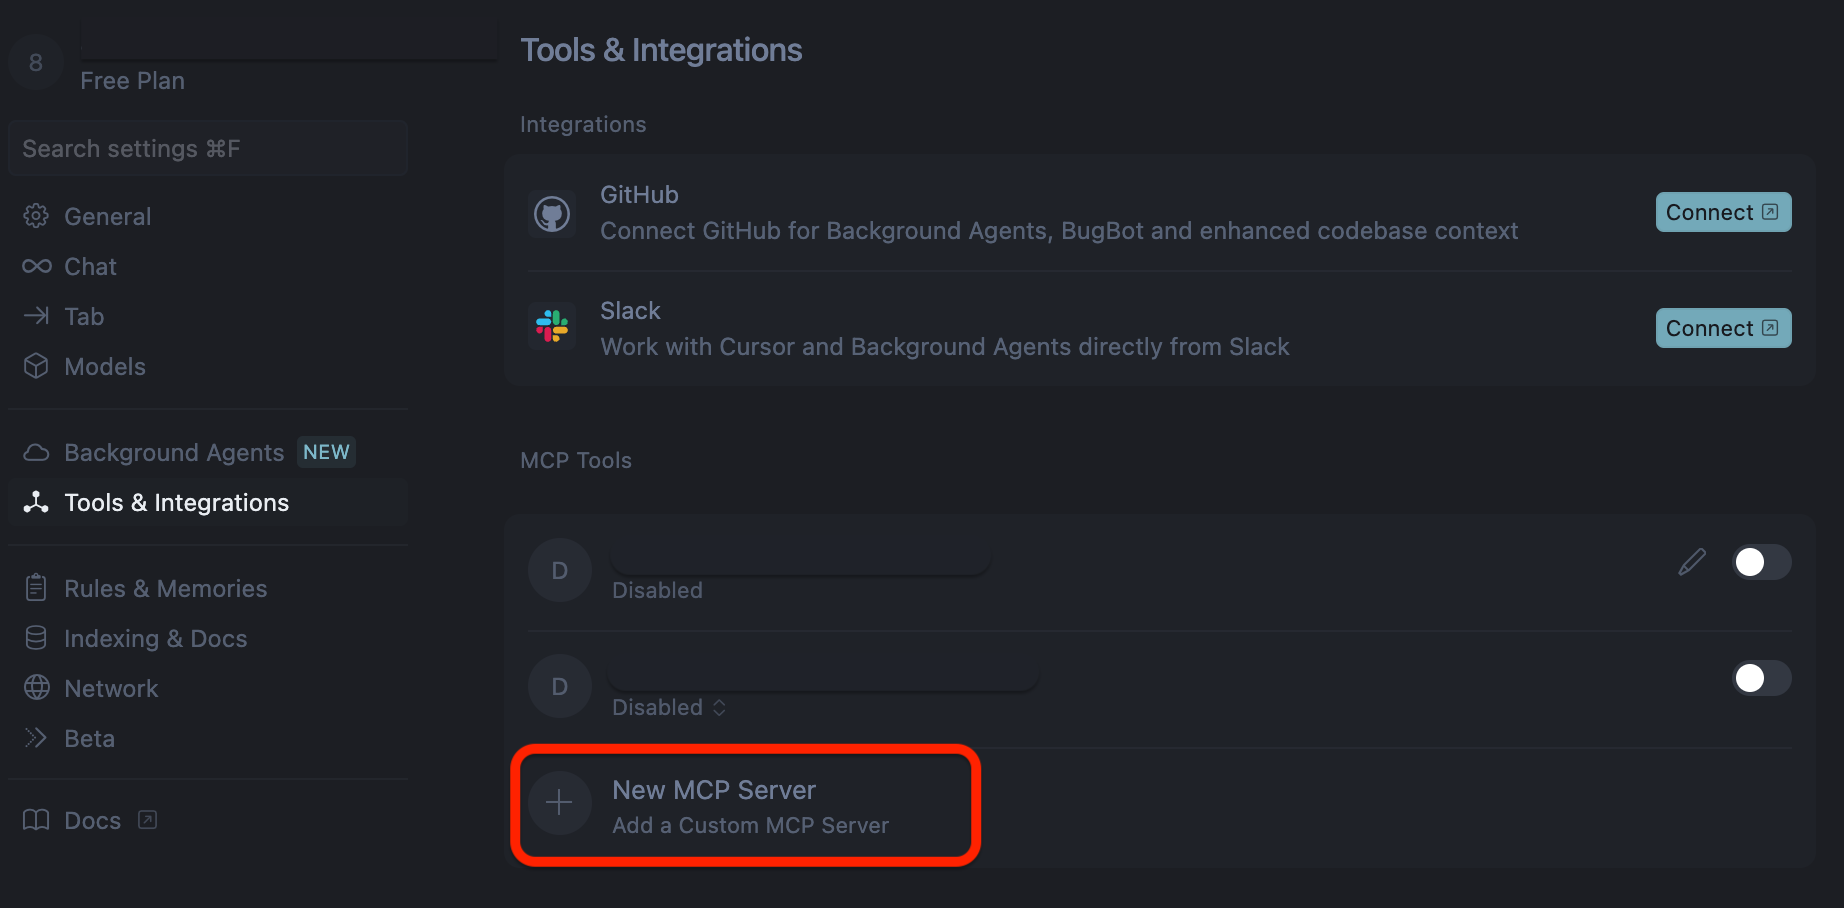 8
Free Plan
Search settings ⌘F
General
Chat
Tab
Models
Background Agents NEW
Tools & Integrations
Rules & Memories
Indexing & Docs
Network
Beta
Docs
Tools & Integrations
Integrations
GitHub
Connect GitHub for Background Agents, BugBot and enhanced codebase context
Connect
Slack
Work with Cursor and Background Agents directly from Slack
Connect
MCP Tools
D
Disabled
D
Disabled
New MCP Server
Add a Custom MCP Server